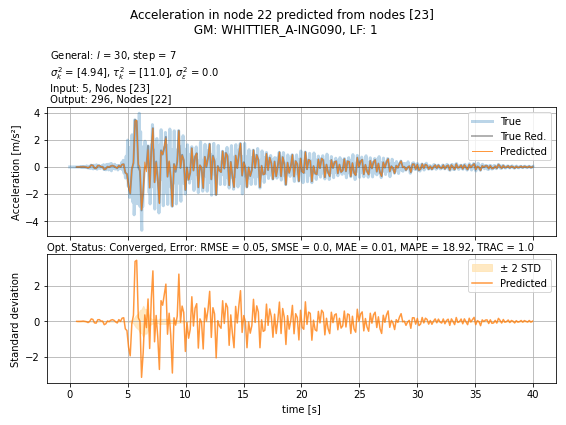 Acceleration in node 22 predicted from nodes [23]
GM: WHITTIER_A-ING090, LF: 1
General: l = 30, step = 7
σ²ₖ = [4.94], τ²ₖ = [11.0], σ²ε = 0.0
Input: 5, Nodes [23]
Output: 296, Nodes [22]
Acceleration [m/s²]
4
2
0
−2
−4
True
True Red.
Predicted
Opt. Status: Converged, Error: RMSE = 0.05, SMSE = 0.0, MAE = 0.01, MAPE = 18.92, TRAC = 1.0
Standard deviation
2
0
−2
± 2 STD
Predicted
0 5 10 15 20 25 30 35 40
time [s]